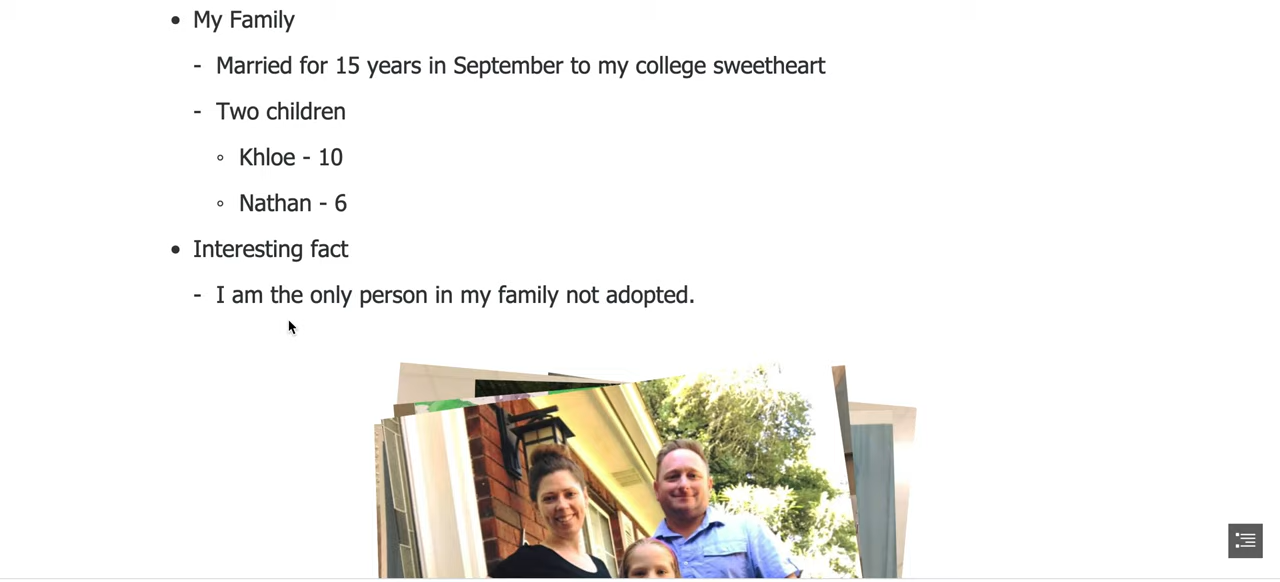 • My Family
- Married for 15 years in September to my college sweetheart
- Two children
◦ Khloe - 10
◦ Nathan - 6
• Interesting fact
- I am the only person in my family not adopted.